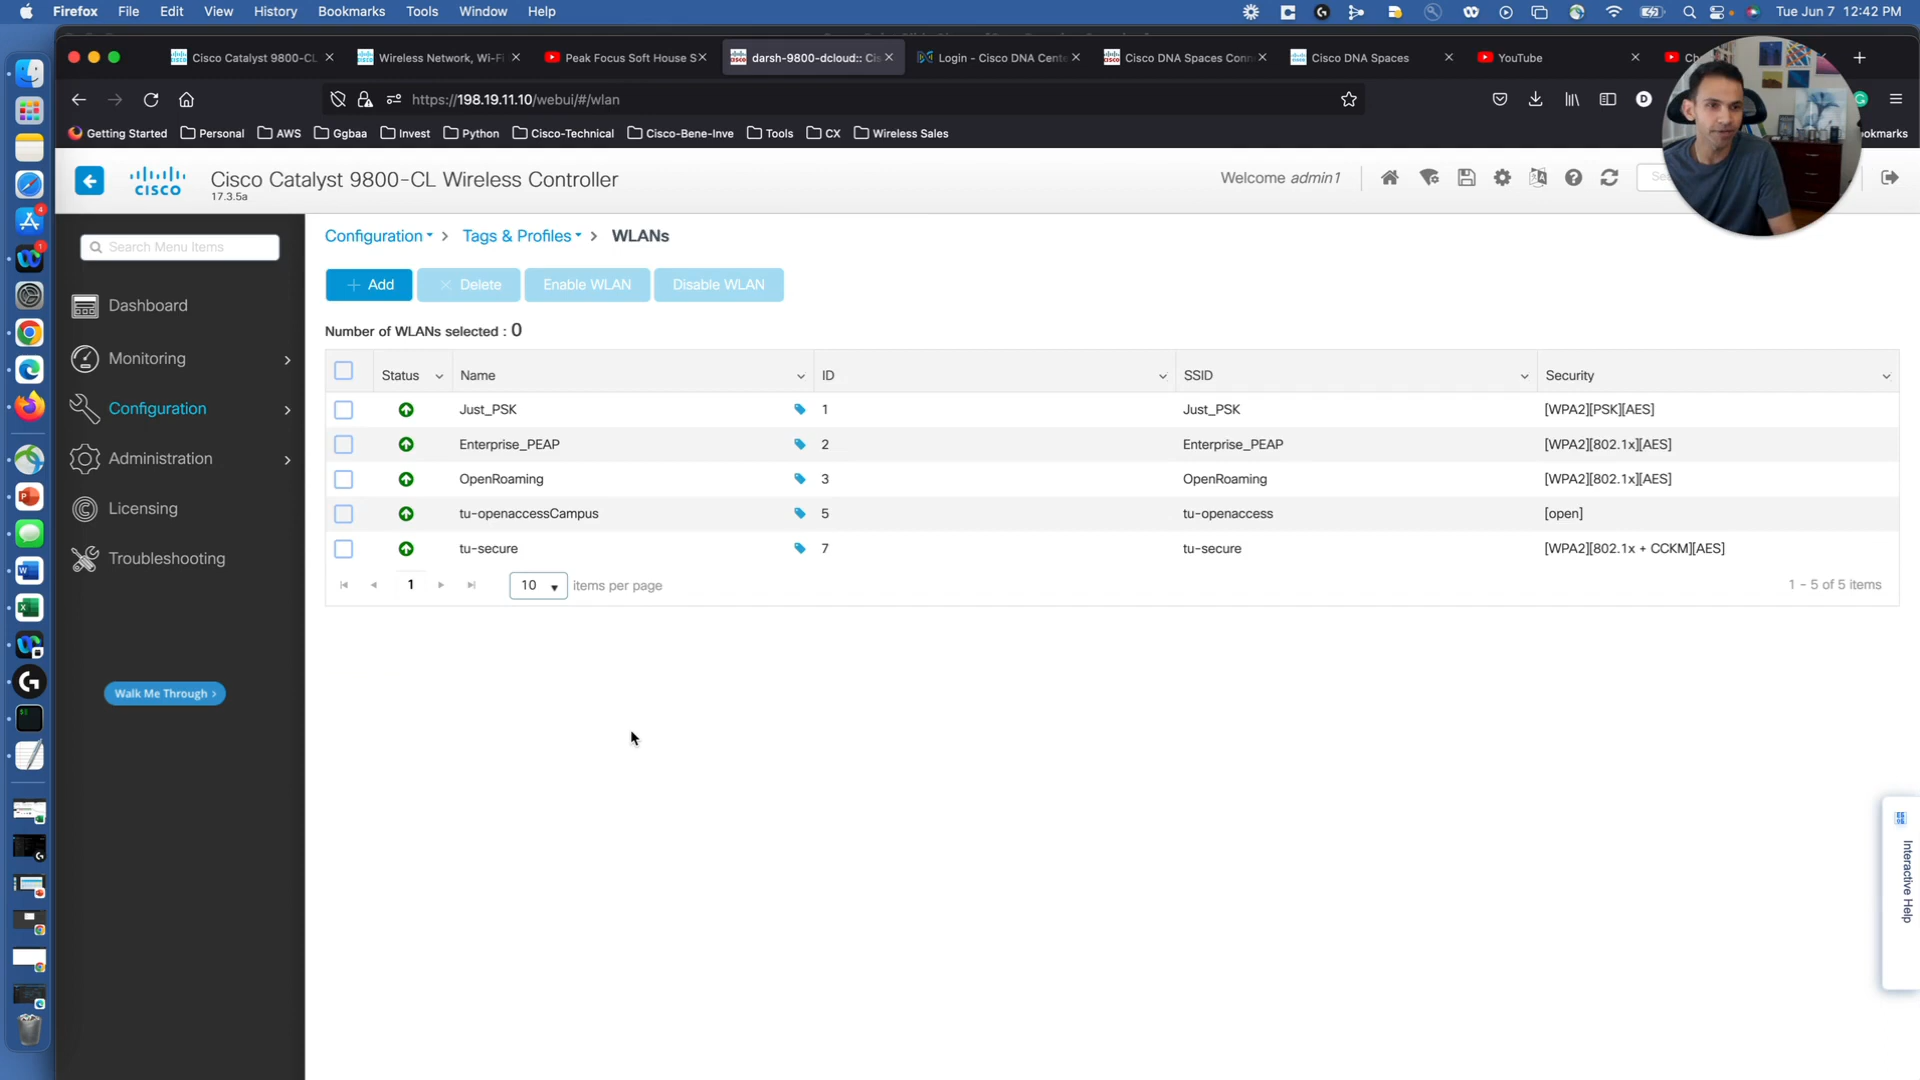 Firefox File Edit View History Bookmarks Tools Window Help Tue Jun 7 12:42 PM
Cisco Catalyst 9800-CL Wireless Network, Wi-Fi Peak Focus Soft House S darsh-9800-dcloud:: Cis Login - Cisco DNA Cente Cisco DNA Spaces Conn Cisco DNA Spaces YouTube Ch
https://198.19.11.10/webui/#/wlan D
Getting Started Personal AWS Ggbaa Invest Python Cisco-Technical Cisco-Bene-Inve Tools CX Wireless Sales okmarks
CISCO Cisco Catalyst 9800-CL Wireless Controller
17.3.5a
Welcome admin1
Search Menu Items
Dashboard
Monitoring
Configuration
Administration
Licensing
Troubleshooting
Walk Me Through >
Configuration > Tags & Profiles > WLANs
+ Add × Delete Enable WLAN Disable WLAN
Number of WLANs selected : 0
Status Name ID SSID Security
Just_PSK 1 Just_PSK [WPA2][PSK][AES]
Enterprise_PEAP 2 Enterprise_PEAP [WPA2][802.1x][AES]
OpenRoaming 3 OpenRoaming [WPA2][802.1x][AES]
tu-openaccessCampus 5 tu-openaccess [open]
tu-secure 7 tu-secure [WPA2][802.1x + CCKM][AES]
1 10 items per page 1 - 5 of 5 items
Interactive Help